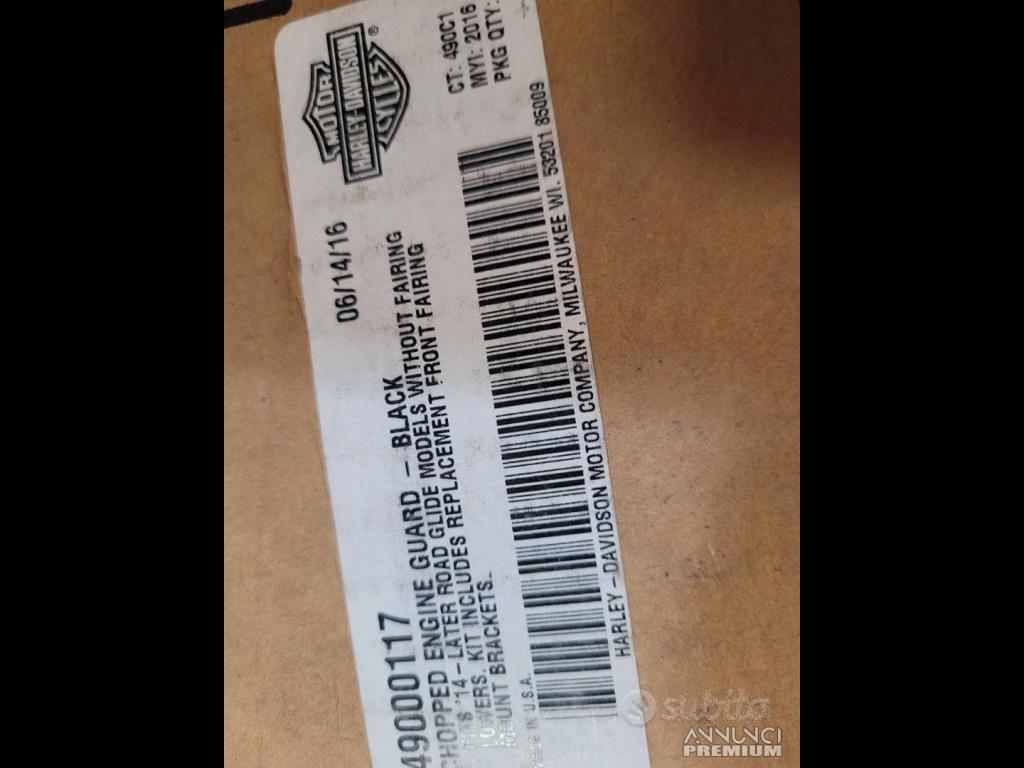 MOTOR
HARLEY-DAVIDSON
CYCLES
®
CT: 490C1
MYI: 2016
PKG QTY:
06/14/16
49000117
CHOPPED ENGINE GUARD - BLACK
FITS '14-LATER ROAD GLIDE MODELS WITHOUT FAIRING
LOWERS. KIT INCLUDES REPLACEMENT FRONT FAIRING
MOUNT BRACKETS.
MADE IN U.S.A.
HARLEY-DAVIDSON MOTOR COMPANY, MILWAUKEE WI. 53201 85009
subito
ANNUNCI
PREMIUM